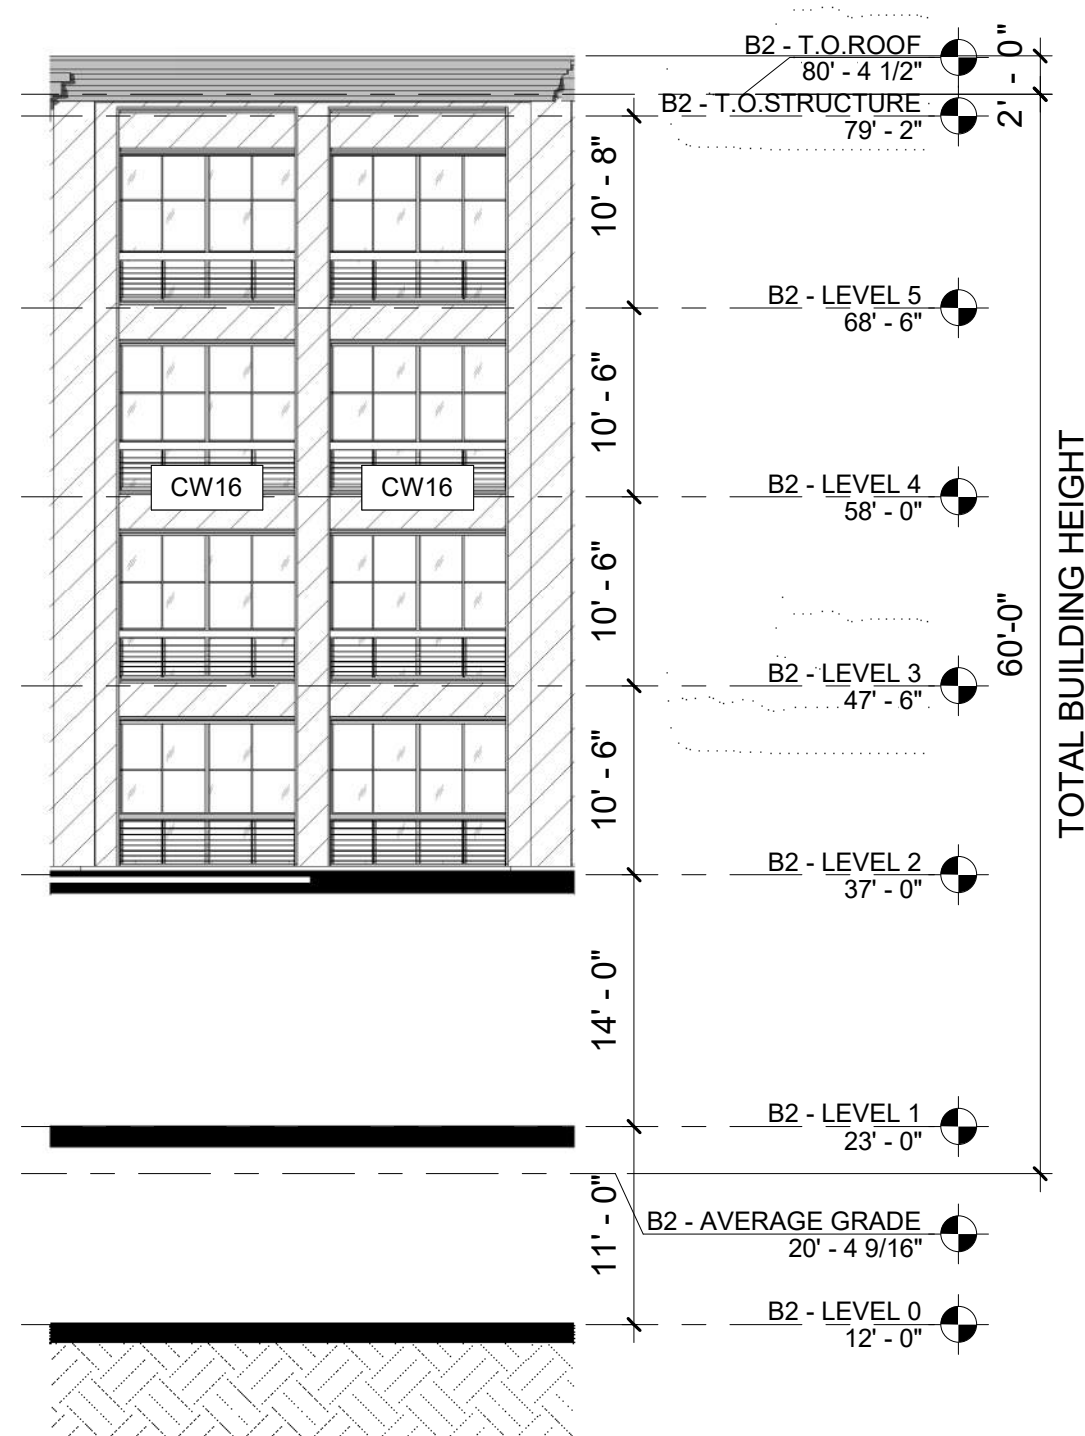 B2 - T.O.ROOF
80' - 4 1/2"
2' - 0"
B2 - T.O.STRUCTURE
79' - 2"
10' - 8"
B2 - LEVEL 5
68' - 6"
10' - 6"
CW16 CW16
B2 - LEVEL 4
58' - 0"
10' - 6"
60'-0"
TOTAL BUILDING HEIGHT
B2 - LEVEL 3
47' - 6"
10' - 6"
B2 - LEVEL 2
37' - 0"
14' - 0"
B2 - LEVEL 1
23' - 0"
11' - 0"
B2 - AVERAGE GRADE
20' - 4 9/16"
B2 - LEVEL 0
12' - 0"